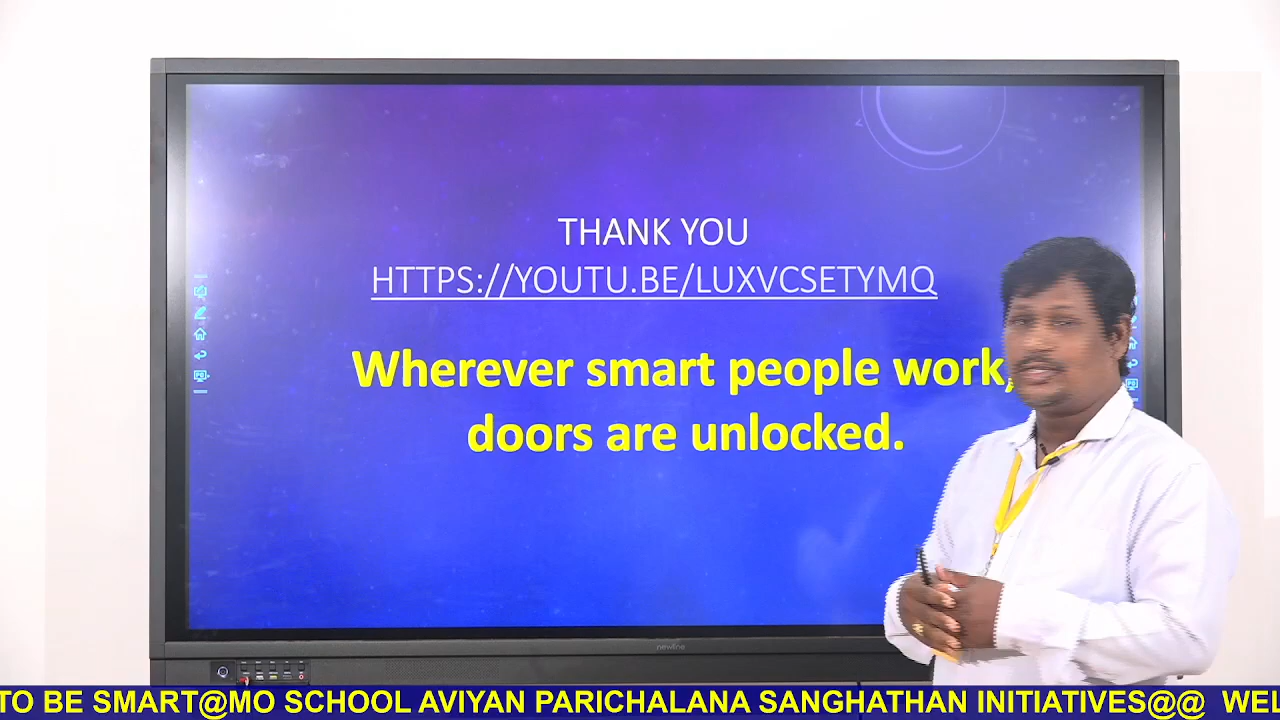 THANK YOU
HTTPS://YOUTU.BE/LUXVCSETYMQ
Wherever smart people work,
doors are unlocked.
newline
TO BE SMART@MO SCHOOL AVIYAN PARICHALANA SANGHATHAN INITIATIVES@@ WEL